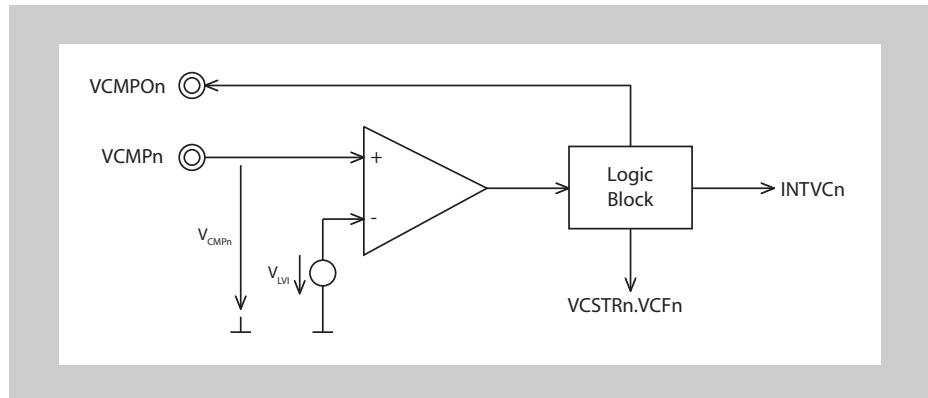 VCMPOn
VCMPn
+
-
Logic
Block
INTVCn
VCMPn
VLVI
VCSTRn.VCFn